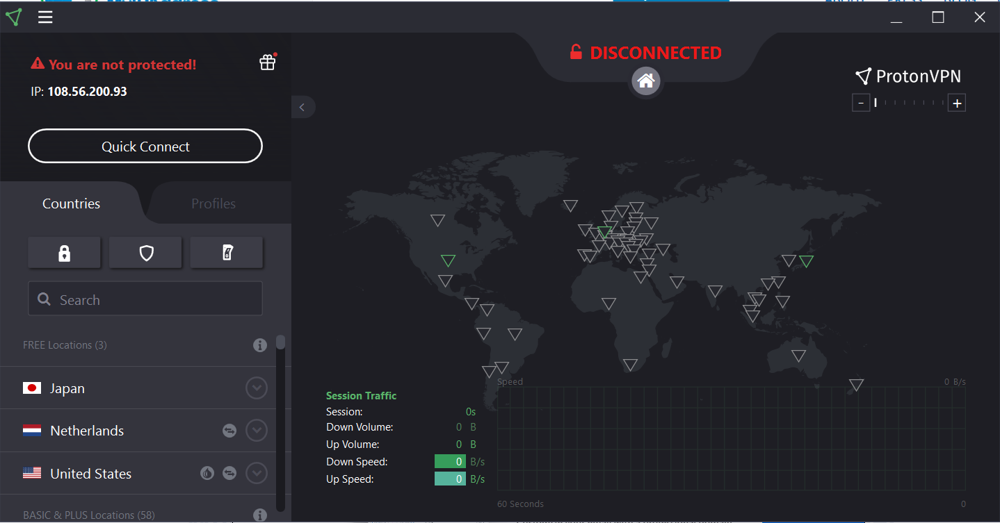 You are not protected!
IP: 108.56.200.93
Quick Connect
Countries
Profiles
Search
FREE Locations (3)
Japan
Netherlands
United States
BASIC & PLUS Locations (58)
DISCONNECTED
ProtonVPN
- +
Speed 0 B/s
Session Traffic
Session: 0s
Down Volume: 0 B
Up Volume: 0 B
Down Speed: 0 B/s
Up Speed: 0 B/s
60 Seconds 0